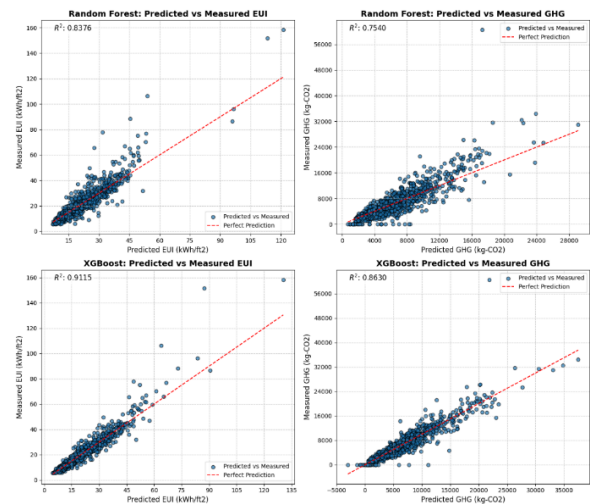 Random Forest: Predicted vs Measured EUI
R²: 0.8376
Measured EUI (kWh/ft2)
160
140
120
100
80
60
40
20
0
15 30 45 60 75 90 105 120
Predicted EUI (kWh/ft2)
Predicted vs Measured
Perfect Prediction
Random Forest: Predicted vs Measured GHG
R²: 0.7540
Predicted vs Measured
Perfect Prediction
Measured GHG (kg-CO2)
56000
48000
40000
32000
24000
16000
8000
0
0 4000 8000 12000 16000 20000 24000 28000
Predicted GHG (kg-CO2)
XGBoost: Predicted vs Measured EUI
R²: 0.9115
Measured EUI (kWh/ft2)
160
140
120
100
80
60
40
20
0
15 30 45 60 75 90 105 120 135
Predicted EUI (kWh/ft2)
Predicted vs Measured
Perfect Prediction
XGBoost: Predicted vs Measured GHG
R²: 0.8630
Predicted vs Measured
Perfect Prediction
Measured GHG (kg-CO2)
56000
48000
40000
32000
24000
16000
8000
0
-5000 0 5000 10000 15000 20000 25000 30000 35000
Predicted GHG (kg-CO2)